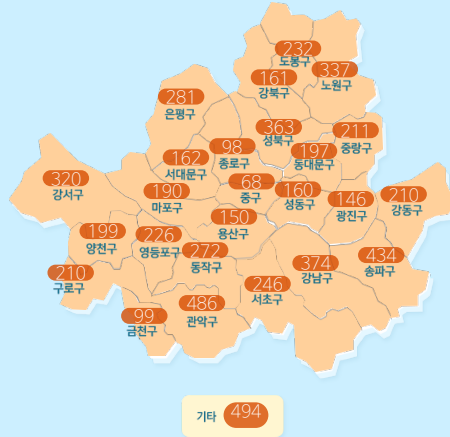 232
도봉구
337
노원구
161
강북구
281
은평구
363
성북구
211
중랑구
98
종로구
197
동대문구
162
서대문구
320
강서구
190
마포구
68
중구
160
성동구
146
광진구
210
강동구
150
용산구
199
양천구
226
영등포구
272
동작구
434
송파구
374
강남구
210
구로구
246
서초구
486
관악구
99
금천구
기타 494